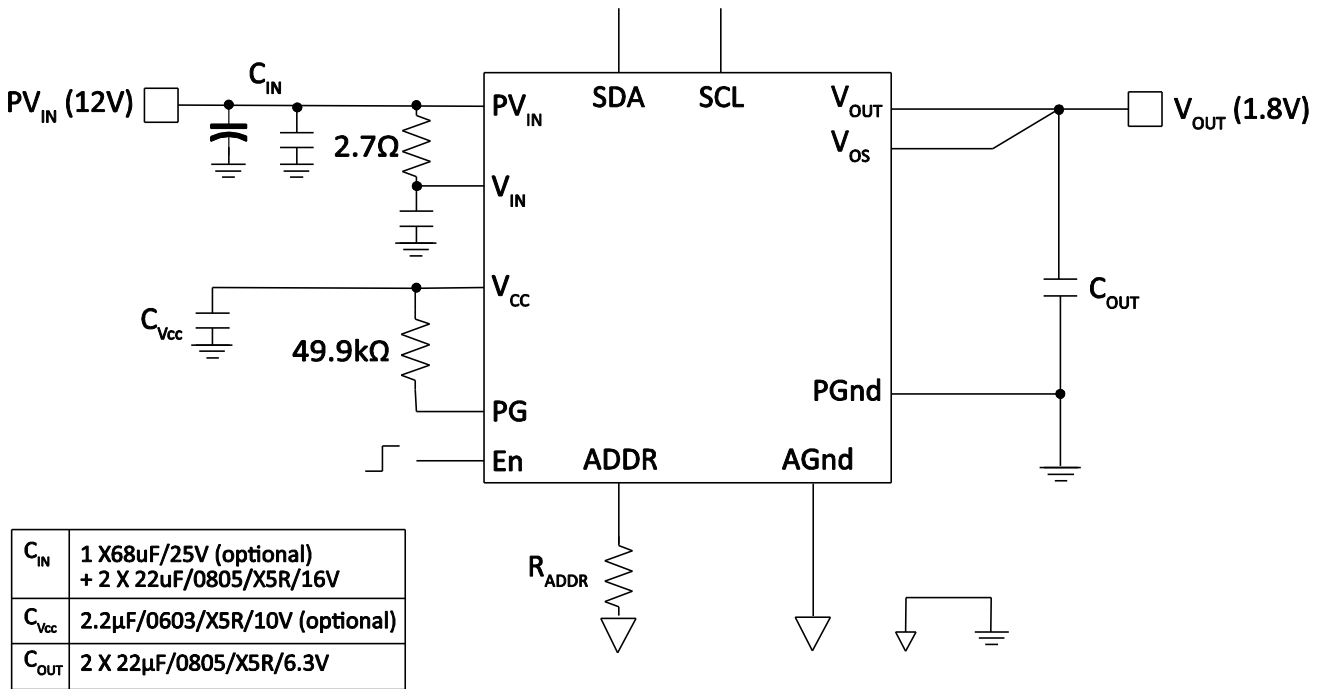 SDA
SCL
C_IN
PV_IN (12V)
PV_IN
V_OUT
V_OUT (1.8V)
2.7Ω
V_OS
V_IN
V_CC
C_Vcc
C_OUT
49.9kΩ
PGnd
PG
En
ADDR
AGnd
R_ADDR
C_IN 1 X68uF/25V (optional)
+ 2 X 22uF/0805/X5R/16V
C_Vcc 2.2µF/0603/X5R/10V (optional)
C_OUT 2 X 22µF/0805/X5R/6.3V